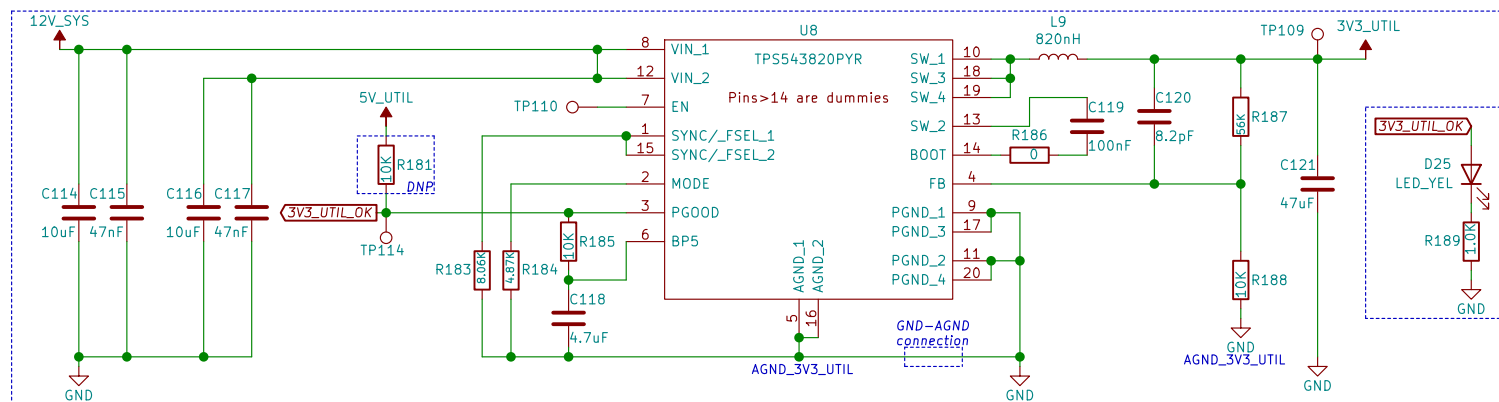 12V_SYS
C114
10uF
C115
47nF
C116
10uF
C117
47nF
GND
5V_UTIL
10K
R181
DNP
3V3_UTIL_OK
TP114
TP110
R183
8.06K
4.87K
R184
10K
R185
C118
4.7uF
U8
TPS543820PYR
Pins>14 are dummies
8
VIN_1
12
VIN_2
7
EN
1
SYNC/_FSEL_1
15
SYNC/_FSEL_2
2
MODE
3
PGOOD
6
BP5
AGND_1
5
AGND_2
16
SW_1
10
SW_3
18
SW_4
19
SW_2
13
BOOT
14
FB
4
PGND_1
9
PGND_3
17
PGND_2
11
PGND_4
20
AGND_3V3_UTIL
GND-AGND
connection
GND
L9
820nH
R186
0
C119
100nF
C120
8.2pF
56K
R187
10K
R188
GND
AGND_3V3_UTIL
TP109
3V3_UTIL
C121
47uF
GND
3V3_UTIL_OK
D25
LED_YEL
R189
1.0K
GND